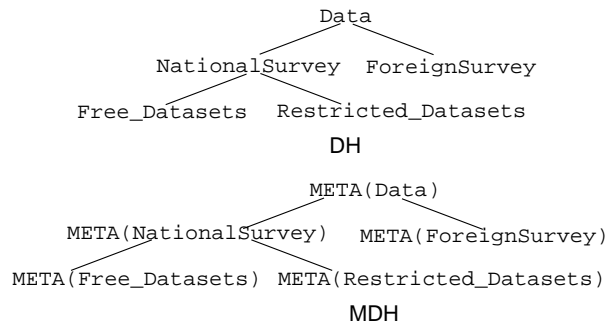 Data
NationalSurvey ForeignSurvey
Free_Datasets Restricted_Datasets
DH
META(Data)
META(NationalSurvey) META(ForeignSurvey)
META(Free_Datasets) META(Restricted_Datasets)
MDH